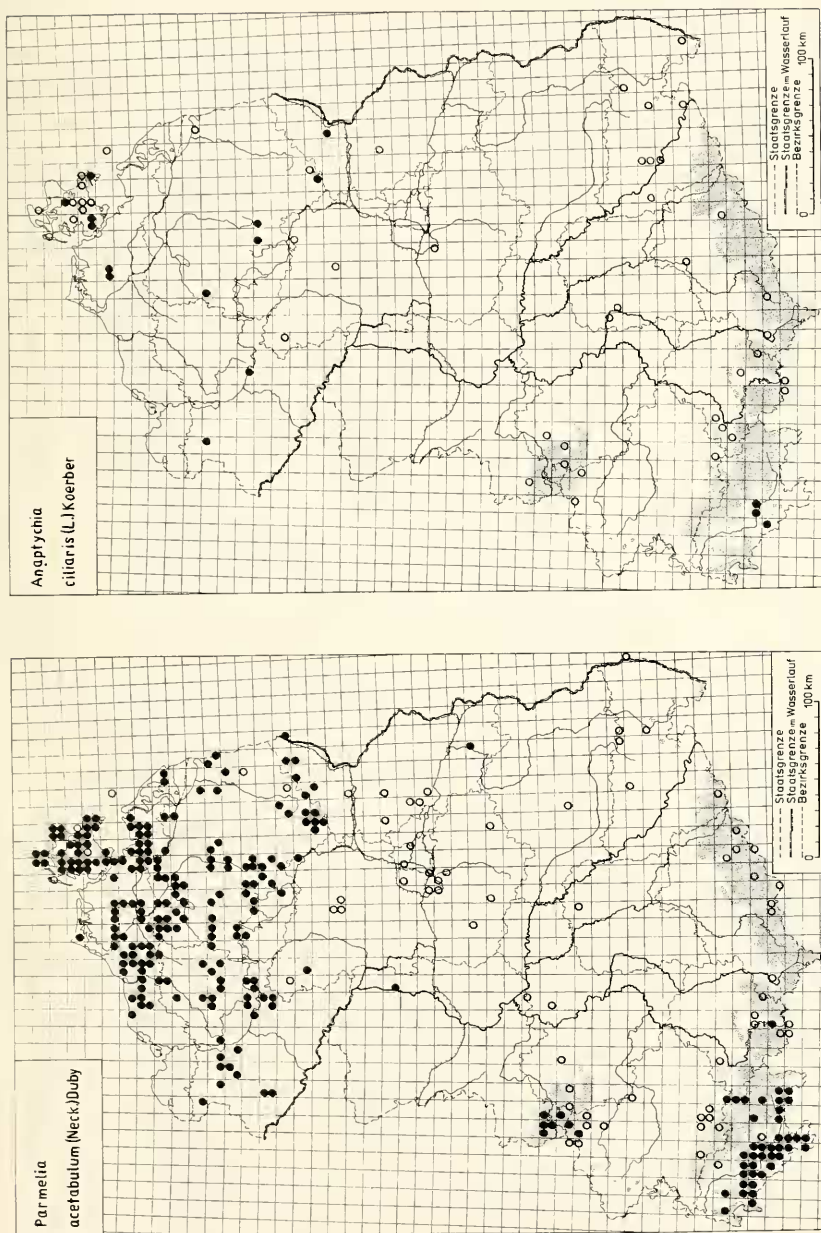 Parmelia
acetabulum (Neck.) Duby
Staatsgrenze
Staatsgrenze im Wasserlauf
Bezirksgrenze
0 100 km
Anaptychia
ciliaris (L.) Koerber
Staatsgrenze
Staatsgrenze im Wasserlauf
Bezirksgrenze
0 100 km